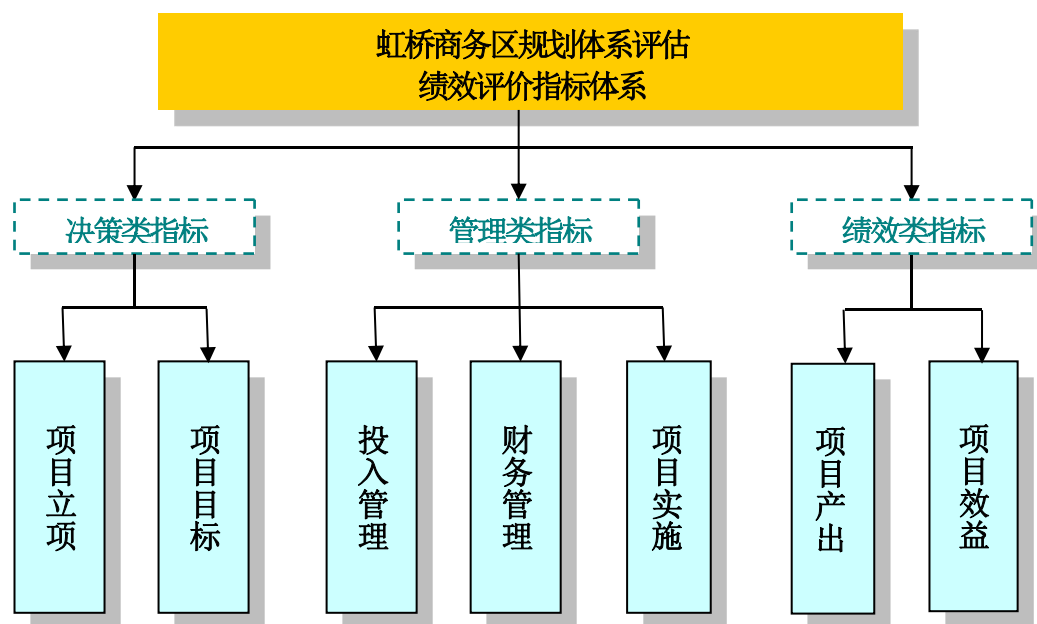 虹桥商务区规划体系评估
绩效评价指标体系
决策类指标
管理类指标
绩效类指标
项目立项
项目目标
投入管理
财务管理
项目实施
项目产出
项目效益